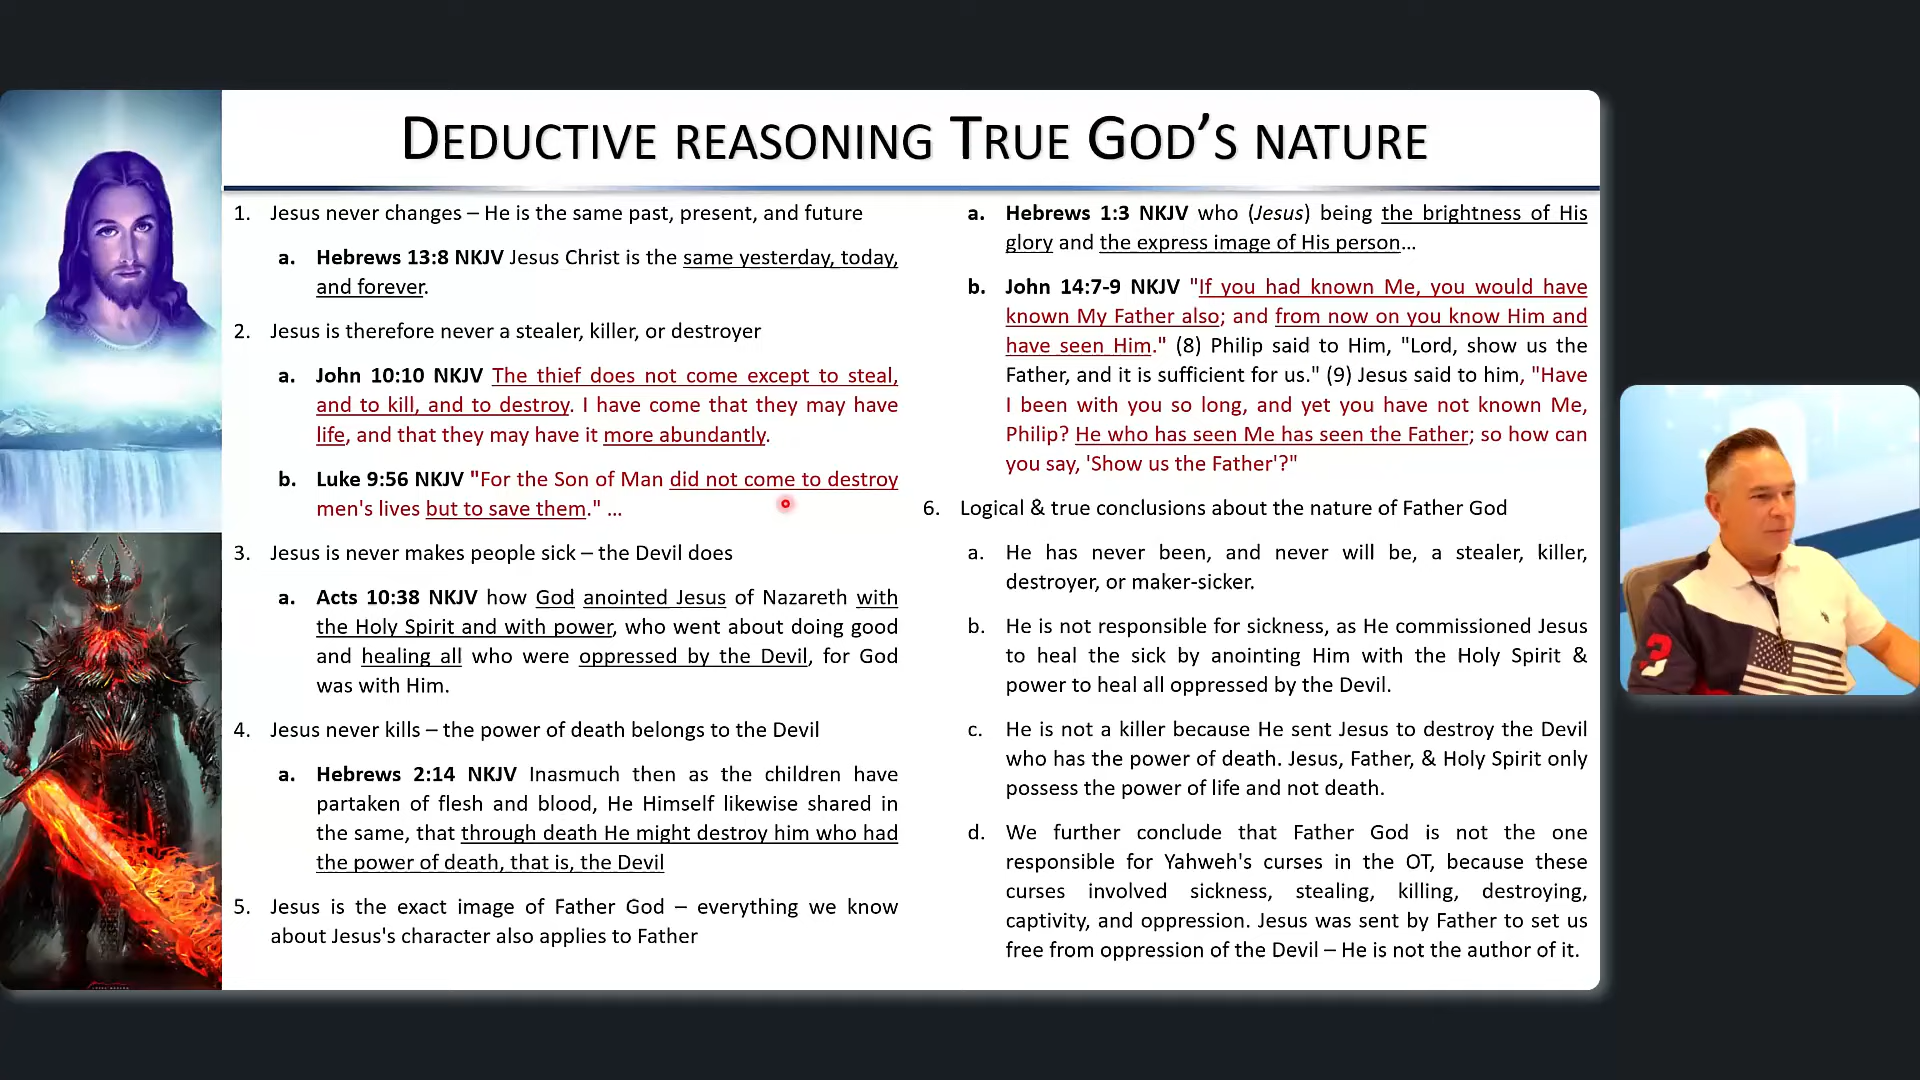 DEDUCTIVE REASONING TRUE GOD'S NATURE
1. Jesus never changes – He is the same past, present, and future
a. Hebrews 13:8 NKJV Jesus Christ is the same yesterday, today,
and forever.
2. Jesus is therefore never a stealer, killer, or destroyer
a. John 10:10 NKJV The thief does not come except to steal,
and to kill, and to destroy. I have come that they may have
life, and that they may have it more abundantly.
b. Luke 9:56 NKJV "For the Son of Man did not come to destroy
men's lives but to save them." ...
3. Jesus is never makes people sick – the Devil does
a. Acts 10:38 NKJV how God anointed Jesus of Nazareth with
the Holy Spirit and with power, who went about doing good
and healing all who were oppressed by the Devil, for God
was with Him.
4. Jesus never kills – the power of death belongs to the Devil
a. Hebrews 2:14 NKJV Inasmuch then as the children have
partaken of flesh and blood, He Himself likewise shared in
the same, that through death He might destroy him who had
the power of death, that is, the Devil
5. Jesus is the exact image of Father God – everything we know
about Jesus's character also applies to Father
a. Hebrews 1:3 NKJV who (Jesus) being the brightness of His
glory and the express image of His person...
b. John 14:7-9 NKJV "If you had known Me, you would have
known My Father also; and from now on you know Him and
have seen Him." (8) Philip said to Him, "Lord, show us the
Father, and it is sufficient for us." (9) Jesus said to him, "Have
I been with you so long, and yet you have not known Me,
Philip? He who has seen Me has seen the Father; so how can
you say, 'Show us the Father'?"
6. Logical & true conclusions about the nature of Father God
a. He has never been, and never will be, a stealer, killer,
destroyer, or maker-sicker.
b. He is not responsible for sickness, as He commissioned Jesus
to heal the sick by anointing Him with the Holy Spirit &
power to heal all oppressed by the Devil.
c. He is not a killer because He sent Jesus to destroy the Devil
who has the power of death. Jesus, Father, & Holy Spirit only
possess the power of life and not death.
d. We further conclude that Father God is not the one
responsible for Yahweh's curses in the OT, because these
curses involved sickness, stealing, killing, destroying,
captivity, and oppression. Jesus was sent by Father to set us
free from oppression of the Devil – He is not the author of it.
3